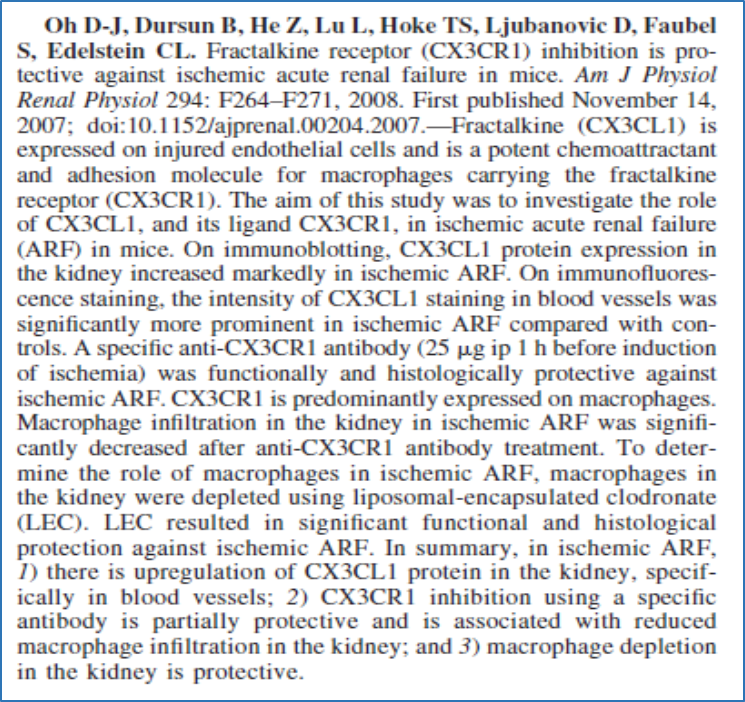 Oh D-J, Dursun B, He Z, Lu L, Hoke TS, Ljubanovic D, Faubel
S, Edelstein CL. Fractalkine receptor (CX3CR1) inhibition is pro-
tective against ischemic acute renal failure in mice. Am J Physiol
Renal Physiol 294: F264–F271, 2008. First published November 14,
2007; doi:10.1152/ajprenal.00204.2007.—Fractalkine (CX3CL1) is
expressed on injured endothelial cells and is a potent chemoattractant
and adhesion molecule for macrophages carrying the fractalkine
receptor (CX3CR1). The aim of this study was to investigate the role
of CX3CL1, and its ligand CX3CR1, in ischemic acute renal failure
(ARF) in mice. On immunoblotting, CX3CL1 protein expression in
the kidney increased markedly in ischemic ARF. On immunofluores-
cence staining, the intensity of CX3CL1 staining in blood vessels was
significantly more prominent in ischemic ARF compared with con-
trols. A specific anti-CX3CR1 antibody (25 μg ip 1 h before induction
of ischemia) was functionally and histologically protective against
ischemic ARF. CX3CR1 is predominantly expressed on macrophages.
Macrophage infiltration in the kidney in ischemic ARF was signifi-
cantly decreased after anti-CX3CR1 antibody treatment. To deter-
mine the role of macrophages in ischemic ARF, macrophages in
the kidney were depleted using liposomal-encapsulated clodronate
(LEC). LEC resulted in significant functional and histological
protection against ischemic ARF. In summary, in ischemic ARF,
1) there is upregulation of CX3CL1 protein in the kidney, specif-
ically in blood vessels; 2) CX3CR1 inhibition using a specific
antibody is partially protective and is associated with reduced
macrophage infiltration in the kidney; and 3) macrophage depletion
in the kidney is protective.